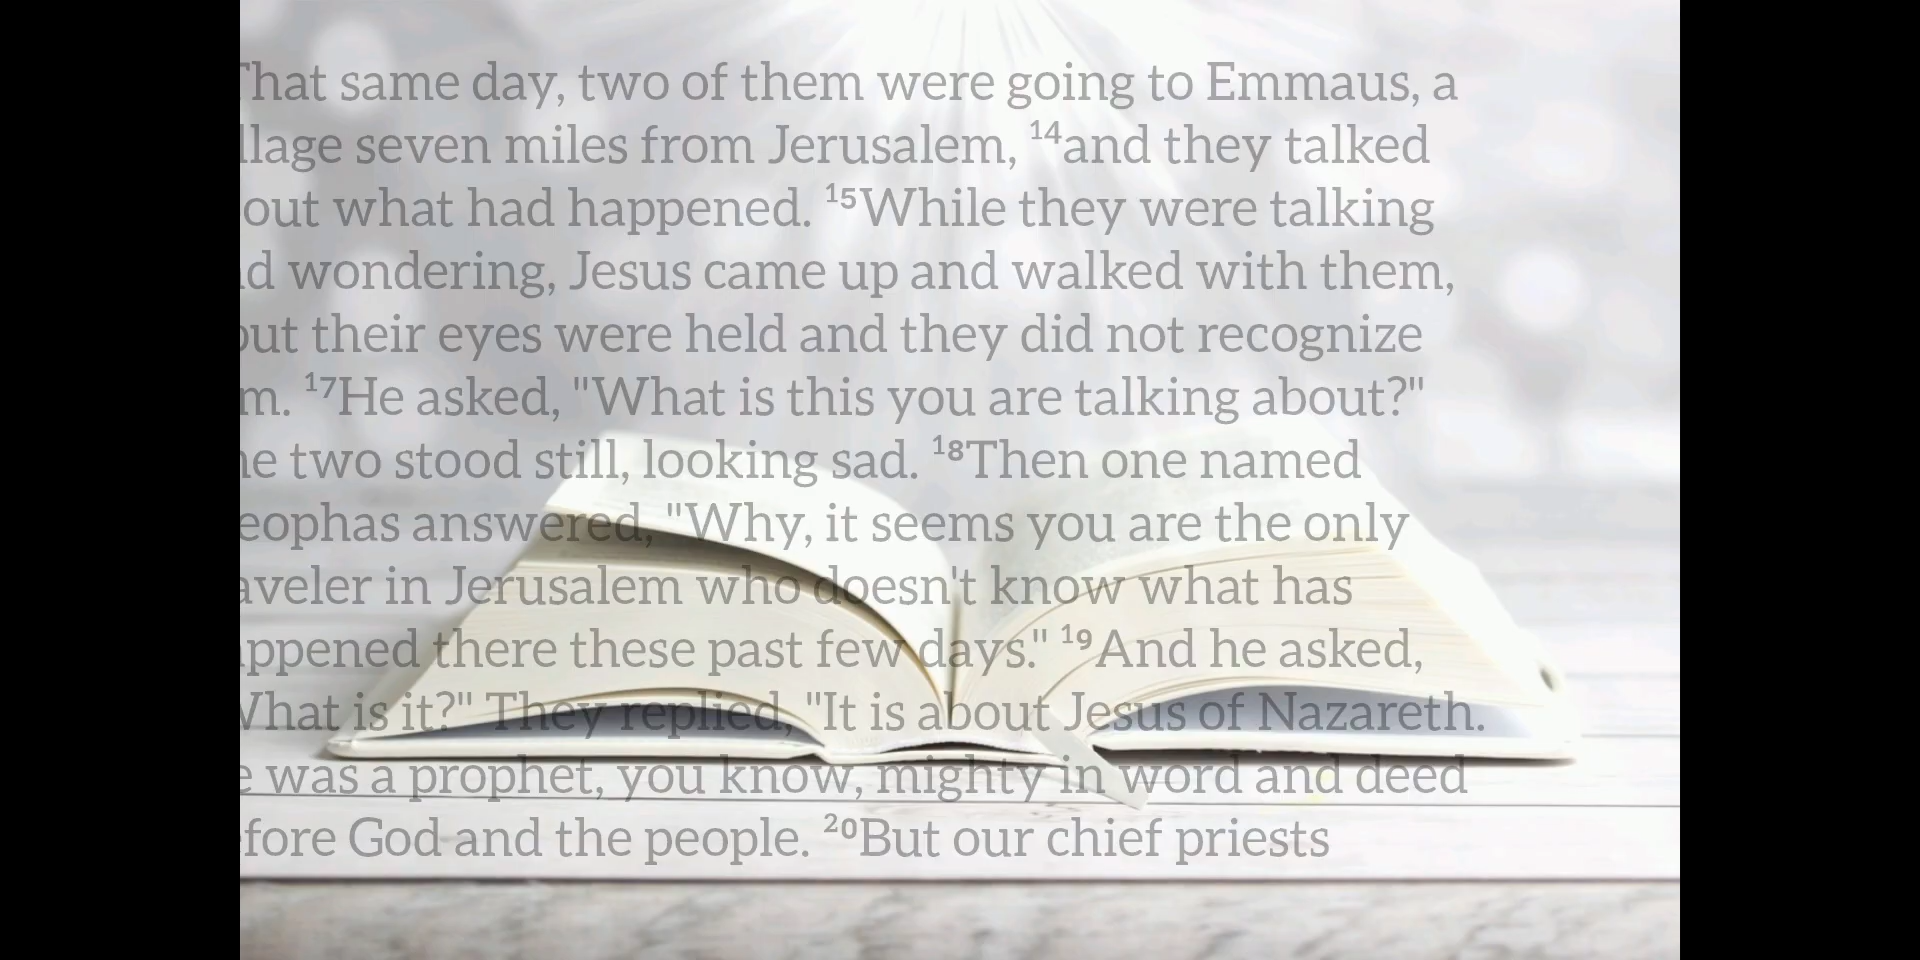 That same day, two of them were going to Emmaus, a
llage seven miles from Jerusalem, ¹⁴and they talked
out what had happened. ¹⁵While they were talking
d wondering, Jesus came up and walked with them,
out their eyes were held and they did not recognize
m. ¹⁷He asked, "What is this you are talking about?"
he two stood still, looking sad. ¹⁸Then one named
eophas answered, "Why, it seems you are the only
aveler in Jerusalem who doesn't know what has
ppened there these past few days." ¹⁹And he asked,
What is it?" They replied, "It is about Jesus of Nazareth.
e was a prophet, you know, mighty in word and deed
fore God and the people. ²⁰But our chief priests